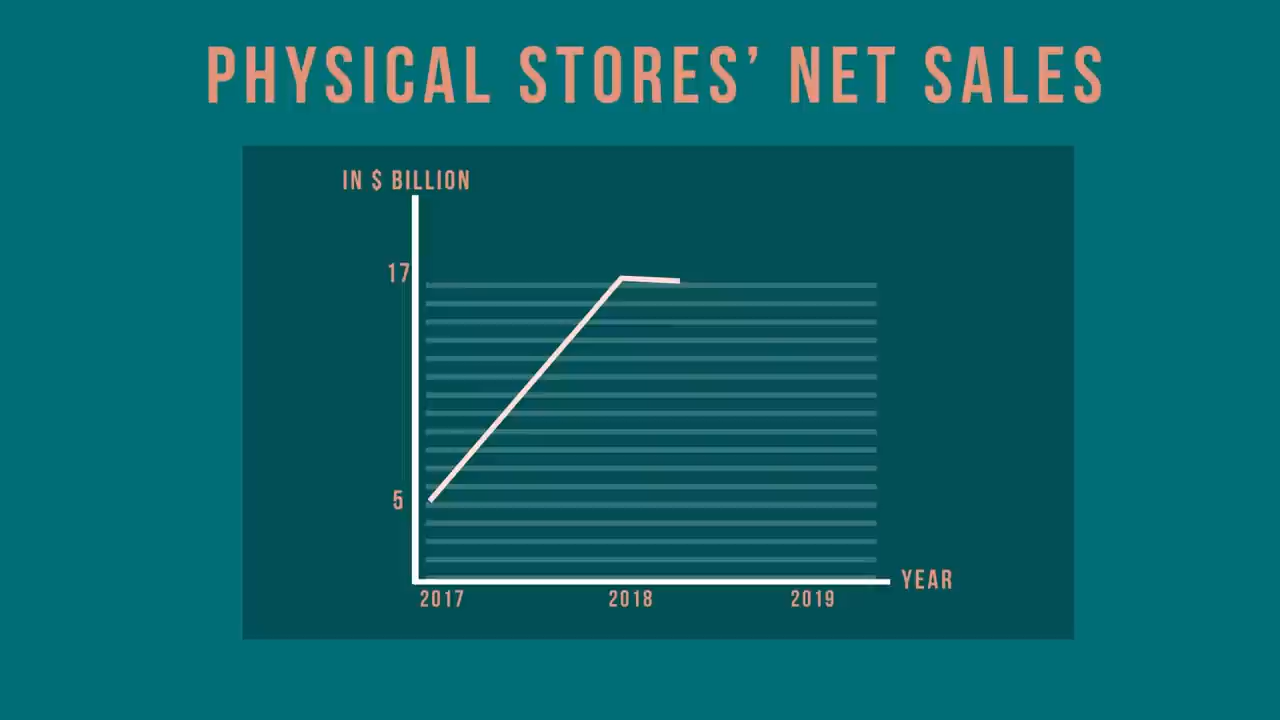 PHYSICAL STORES’ NET SALES
IN $ BILLION
17
5
2017 2018 2019
YEAR